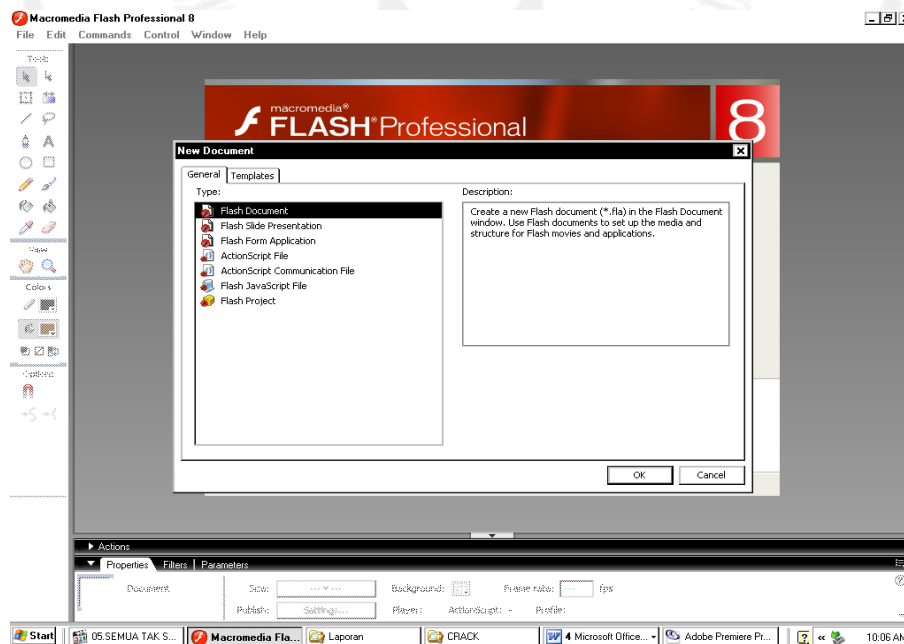 Macromedia Flash Professional 8
File Edit Commands Control Window Help
Tools
macromedia®
FLASH® Professional
8
New Document
General Templates
Type:
Description:
Flash Document
Flash Slide Presentation
Flash Form Application
ActionScript File
ActionScript Communication File
Flash JavaScript File
Flash Project
Create a new Flash document (*.fla) in the Flash Document
window. Use Flash documents to set up the media and
structure for Flash movies and applications.
View
Colors
Options
OK Cancel
Actions
Properties Filters Parameters
Document Size: Background: Frame rate: fps
Publish: Settings... Player: ActionScript: - Profile:
Start 05.SEMUA TAK S... Macromedia Fla... Laporan CRACK 4 Microsoft Office... Adobe Premiere Pr... « 10:06 AM